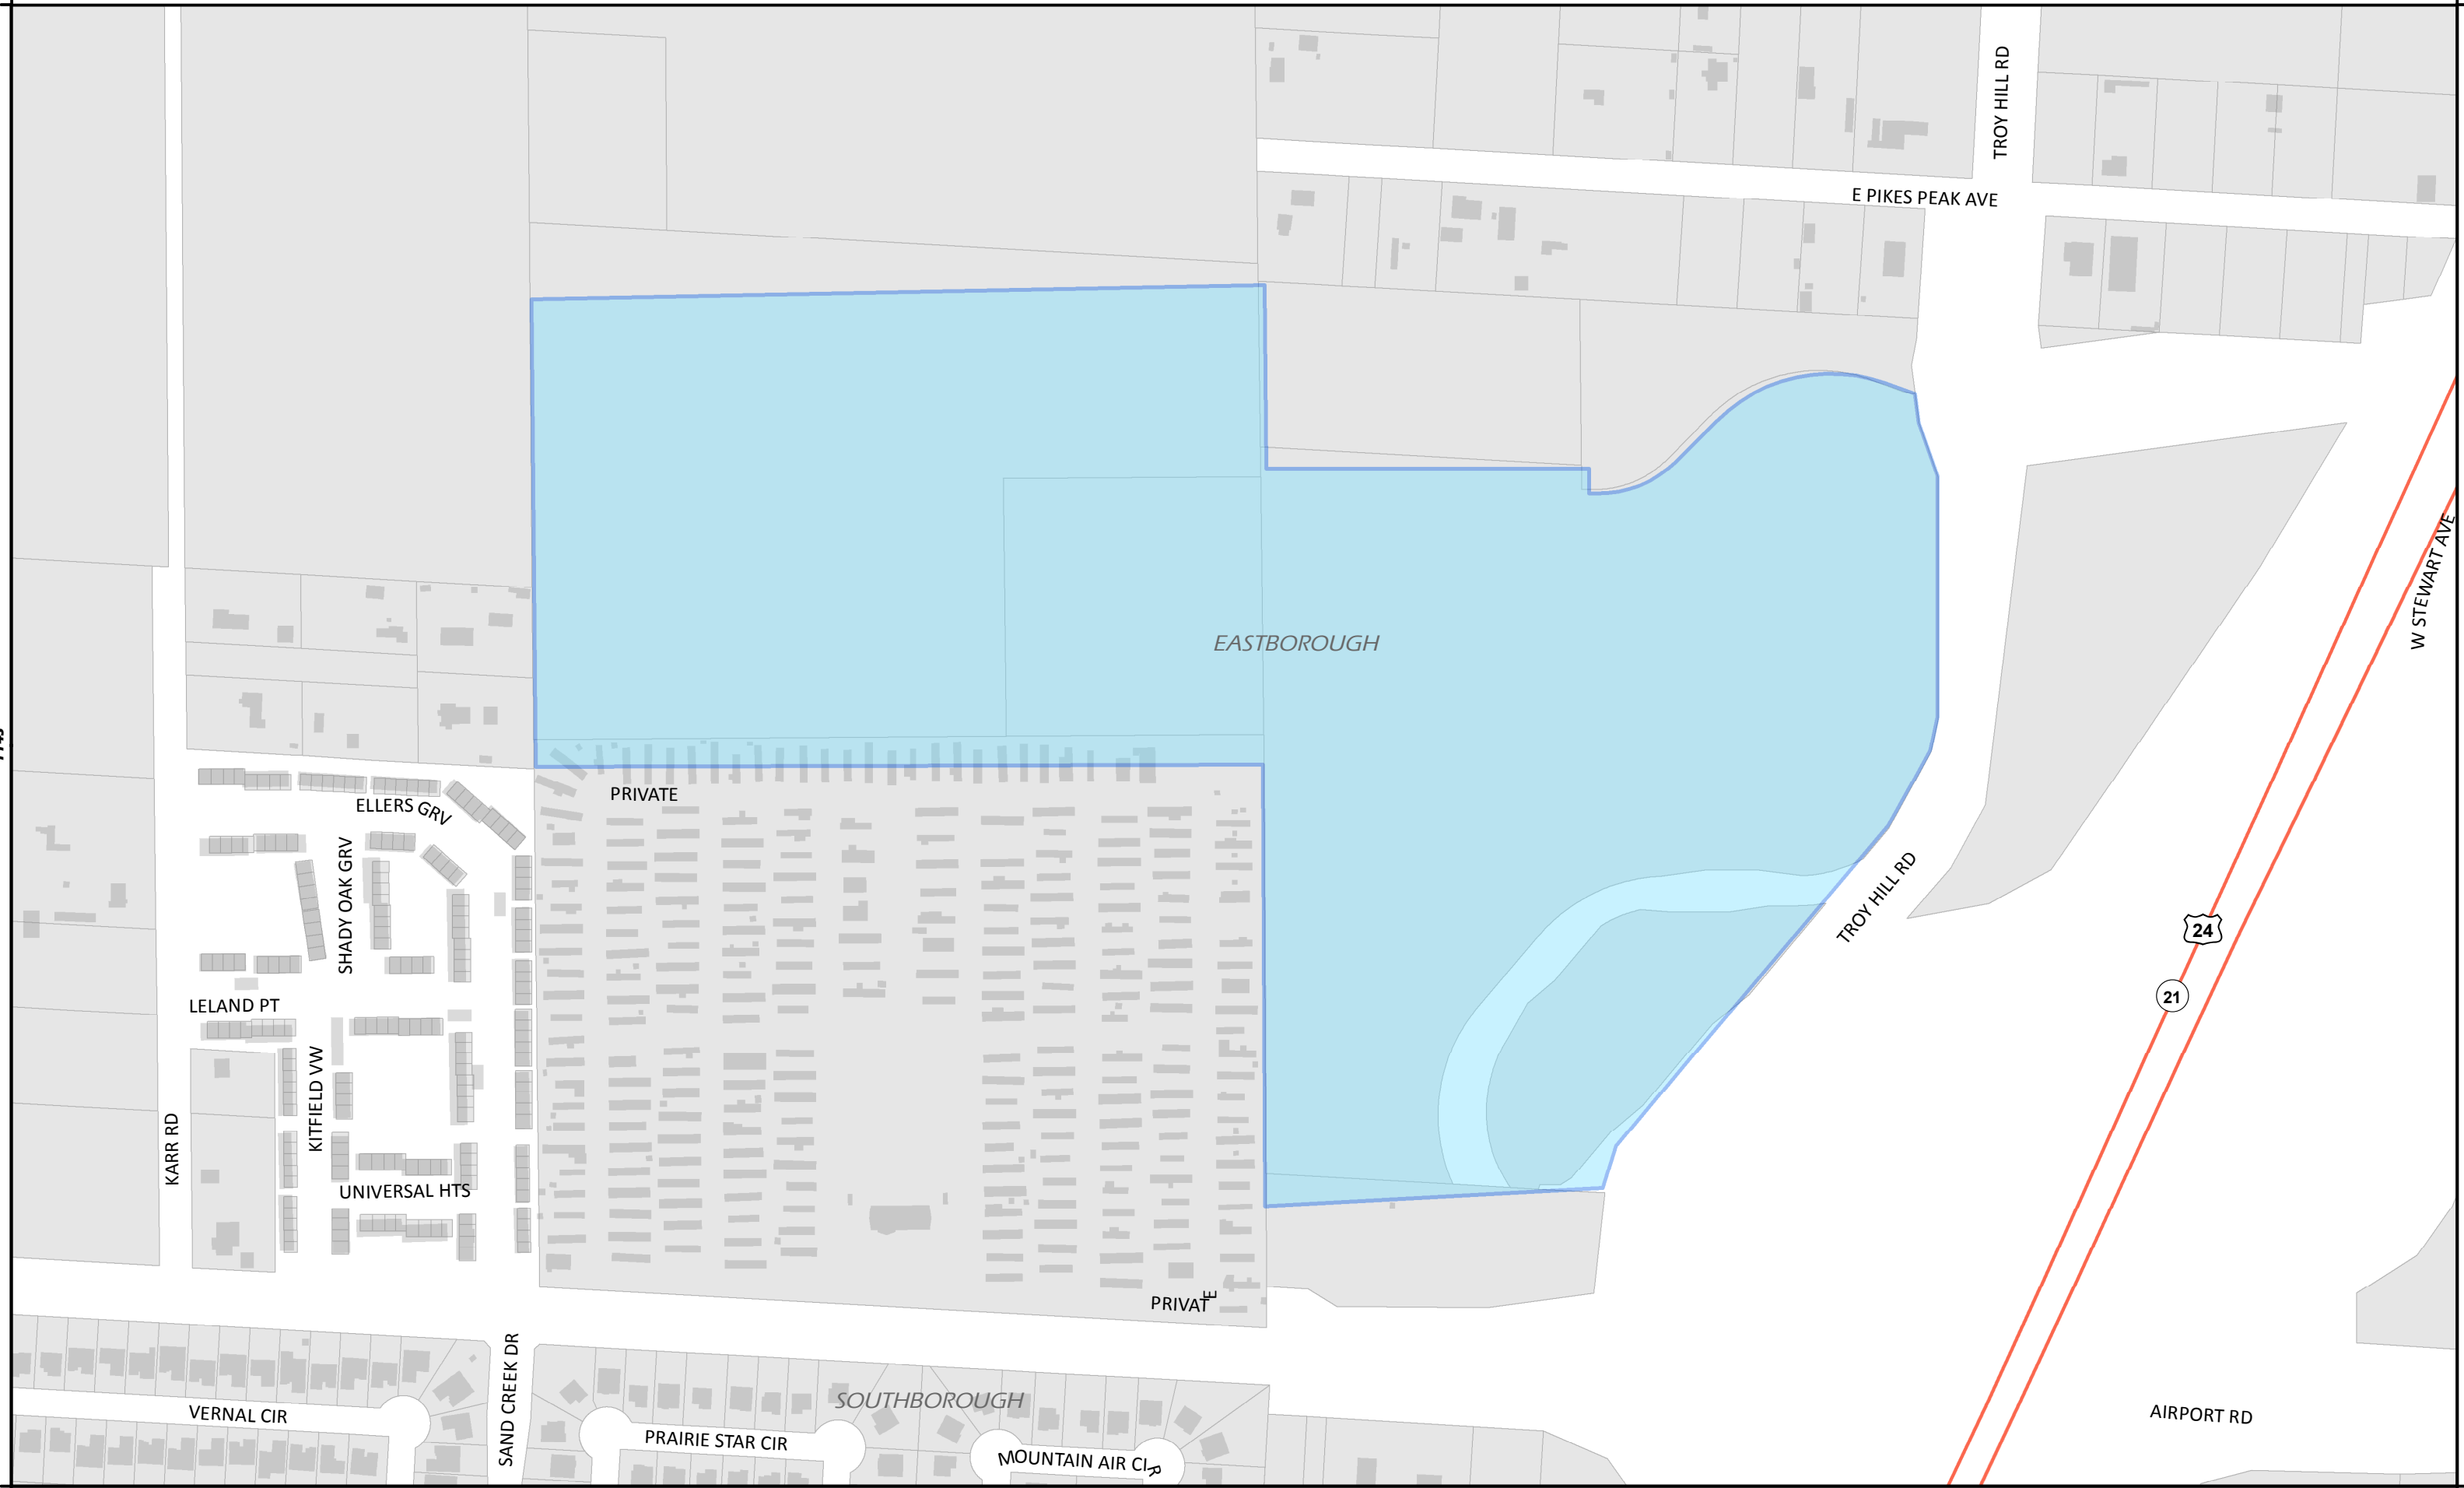 TROY HILL RD
E PIKES PEAK AVE
W STEWART AVE
EASTBOROUGH
PRIVATE
ELLERS GRV
SHADY OAK GRV
TROY HILL RD
24
21
LELAND PT
KITFIELD VW
KARR RD
UNIVERSAL HTS
PRIVATE
SAND CREEK DR
SOUTHBOROUGH
VERNAL CIR
PRAIRIE STAR CIR
MOUNTAIN AIR CIR
AIRPORT RD